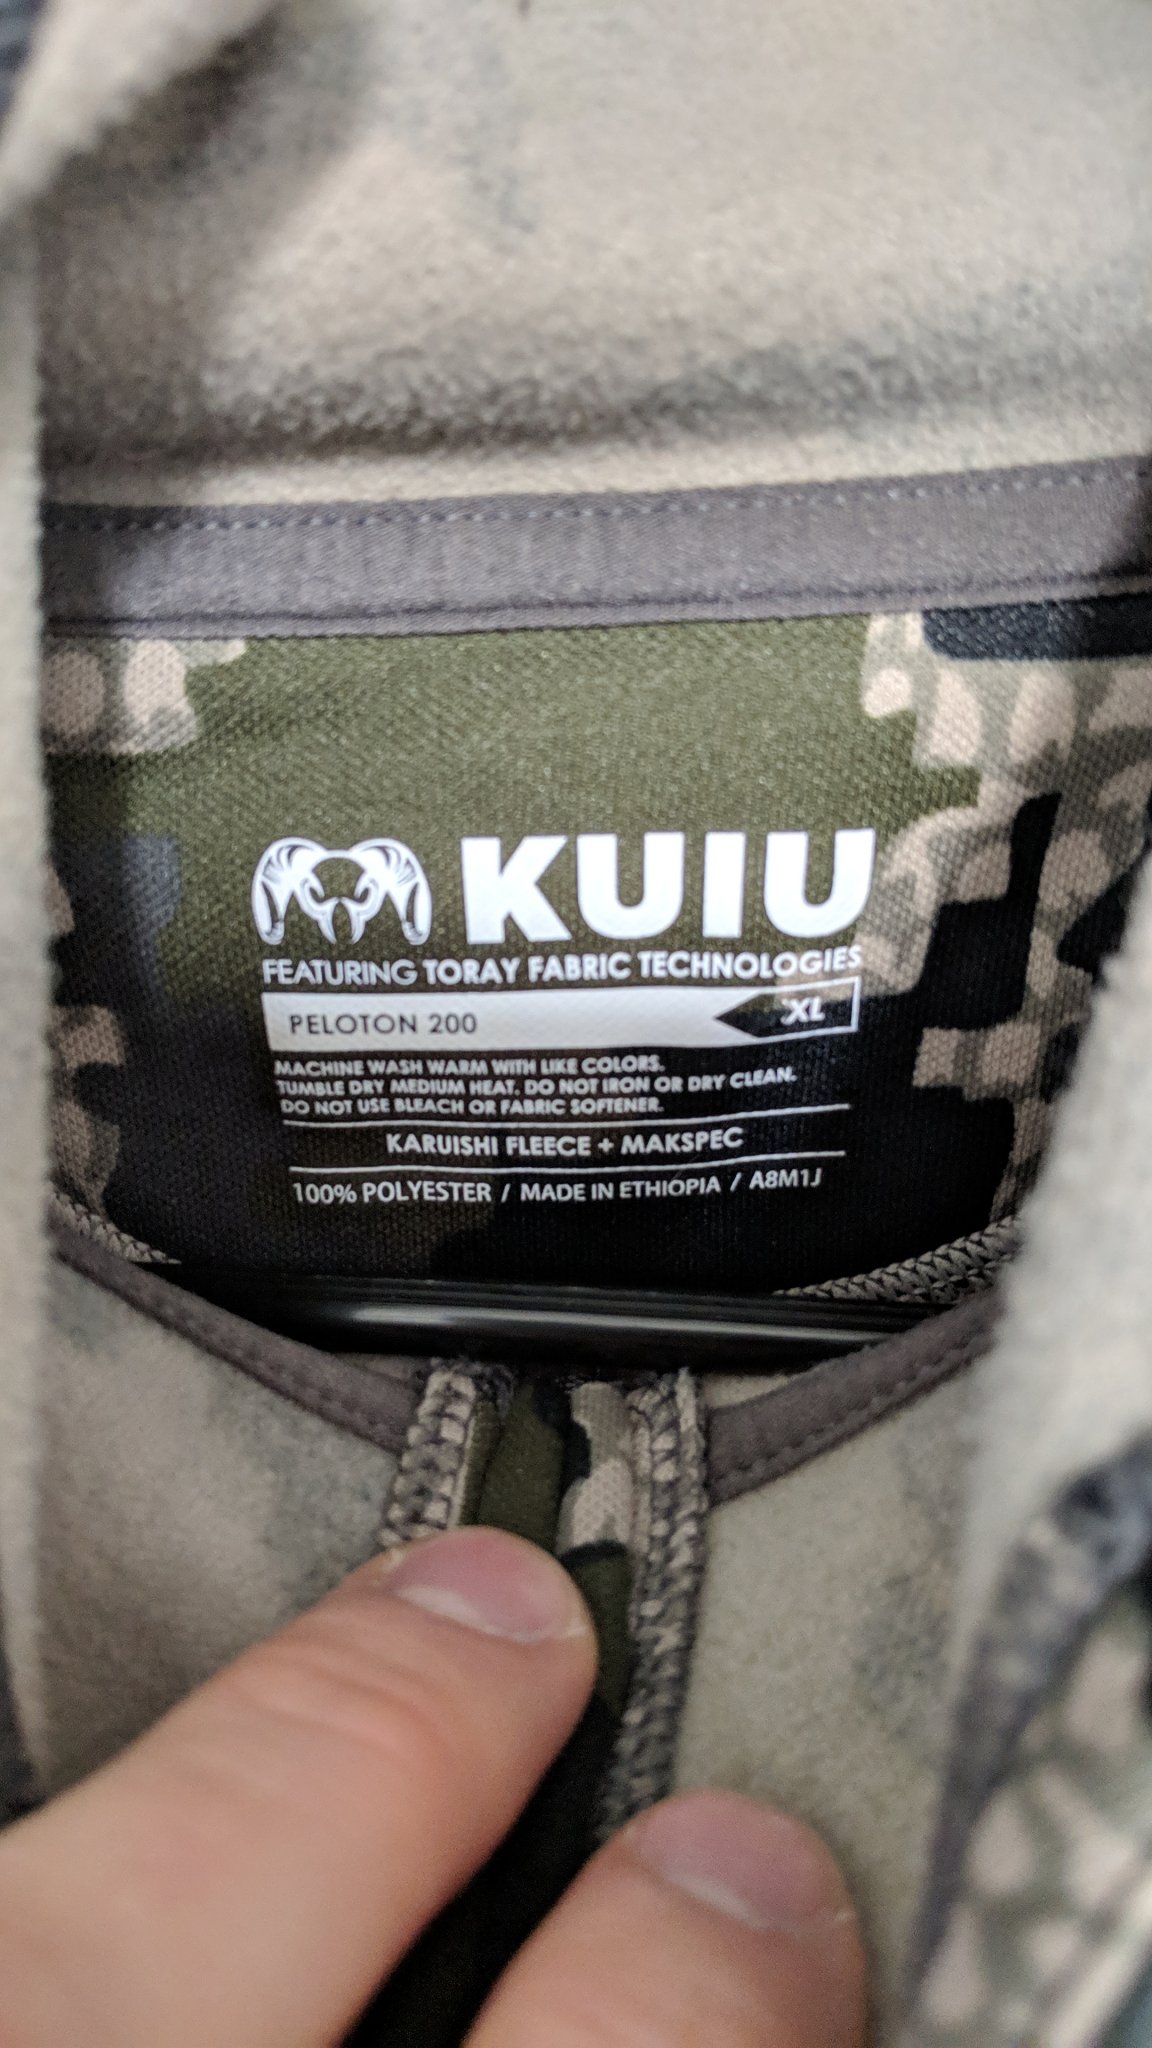 KUIU
FEATURING TORAY FABRIC TECHNOLOGIES
PELOTON 200 XL
MACHINE WASH WARM WITH LIKE COLORS.
TUMBLE DRY MEDIUM HEAT. DO NOT IRON OR DRY CLEAN.
DO NOT USE BLEACH OR FABRIC SOFTENER.
KARUISHI FLEECE + MAKSPEC
100% POLYESTER / MADE IN ETHIOPIA / A8M1J